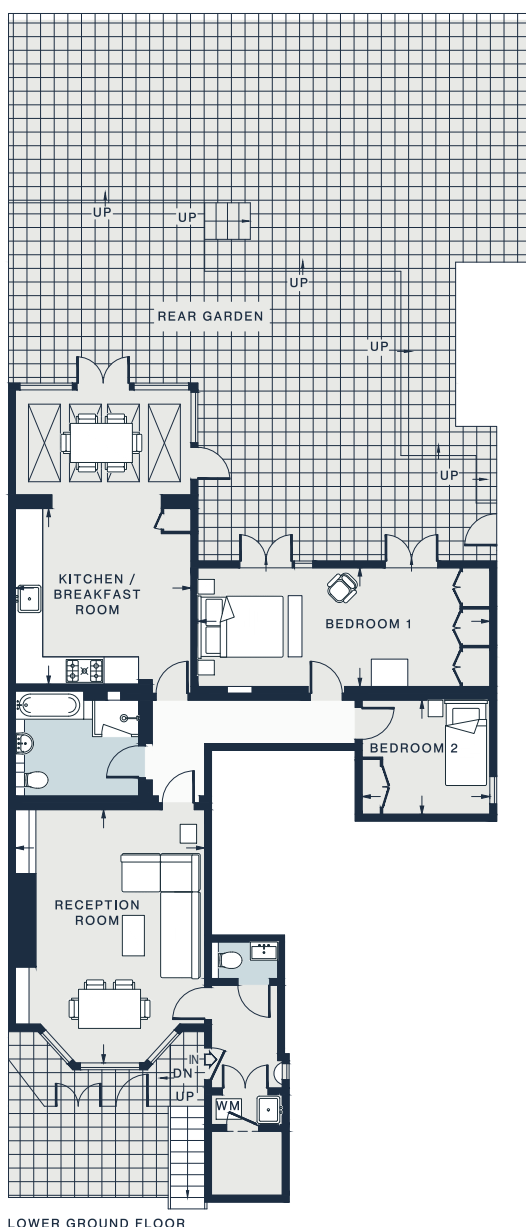 UP
UP
UP
REAR GARDEN
UP
UP
KITCHEN /
BREAKFAST
ROOM
BEDROOM 1
BEDROOM 2
RECEPTION
ROOM
IN
DN
UP
WM
LOWER GROUND FLOOR